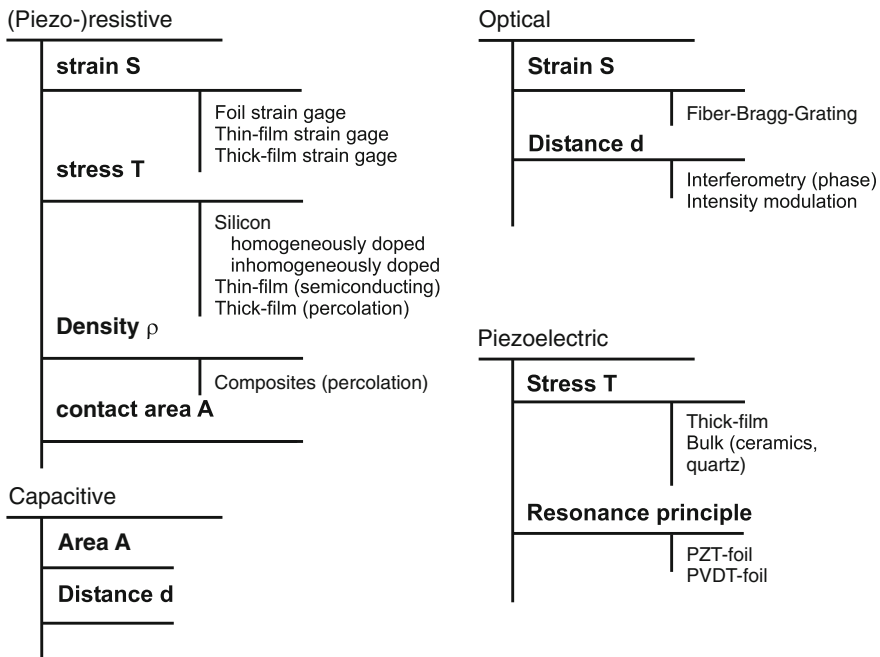 (Piezo-)resistive
strain S
Foil strain gage
Thin-film strain gage
Thick-film strain gage
stress T
Silicon
homogeneously doped
inhomogeneously doped
Thin-film (semiconducting)
Thick-film (percolation)
Density ρ
Composites (percolation)
contact area A
Capacitive
Area A
Distance d
Optical
Strain S
Fiber-Bragg-Grating
Distance d
Interferometry (phase)
Intensity modulation
Piezoelectric
Stress T
Thick-film
Bulk (ceramics,
quartz)
Resonance principle
PZT-foil
PVDT-foil